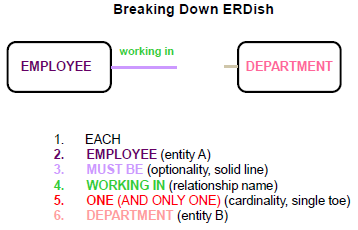 Breaking Down ERDish
working in
EMPLOYEE
DEPARTMENT
1. EACH
2. EMPLOYEE (entity A)
3. MUST BE (optionality, solid line)
4. WORKING IN (relationship name)
5. ONE (AND ONLY ONE) (cardinality, single toe)
6. DEPARTMENT (entity B)